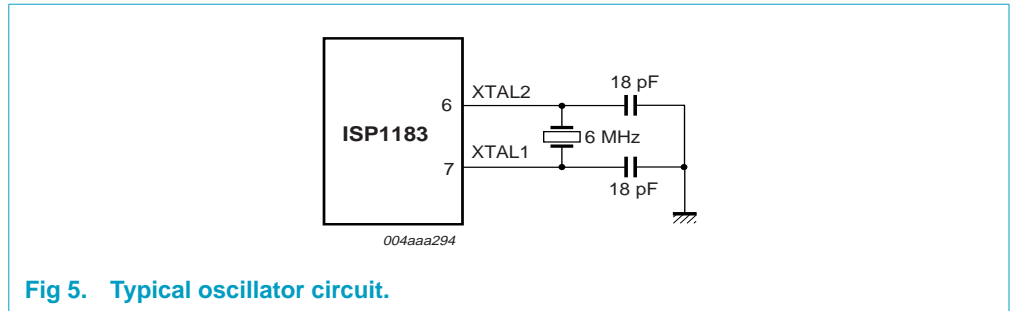 18 pF
XTAL2
6
ISP1183
6 MHz
XTAL1
7
18 pF
004aaa294
Fig 5. Typical oscillator circuit.